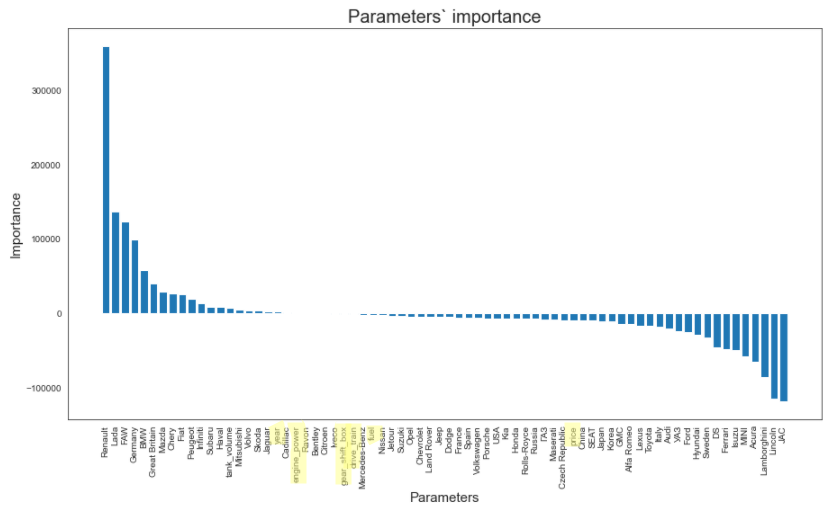 Parameters` importance
300000
200000
100000
0
−100000
Importance
Renault
Lada
FAW
Germany
BMW
Great Britain
Mazda
Chery
Fiat
Peugeot
Infiniti
Subaru
Haval
tank_volume
Mitsubishi
Volvo
Skoda
Jaguar
year
Cadillac
engine_power
Ravon
Bentley
Citroen
Iveco
gear_shift_box
drive_train
Mercedes-Benz
fuel
Nissan
Jetour
Suzuki
Opel
Chevrolet
Land Rover
Jeep
Dodge
France
Spain
Volkswagen
Porsche
USA
Kia
Honda
Rolls-Royce
Russia
ГАЗ
Maserati
Czech Republic
price
China
SEAT
Japan
Korea
GMC
Alfa Romeo
Lexus
Toyota
Italy
Audi
УАЗ
Ford
Hyundai
Sweden
DS
Ferrari
Isuzu
MINI
Acura
Lamborghini
Lincoln
JAC
Parameters